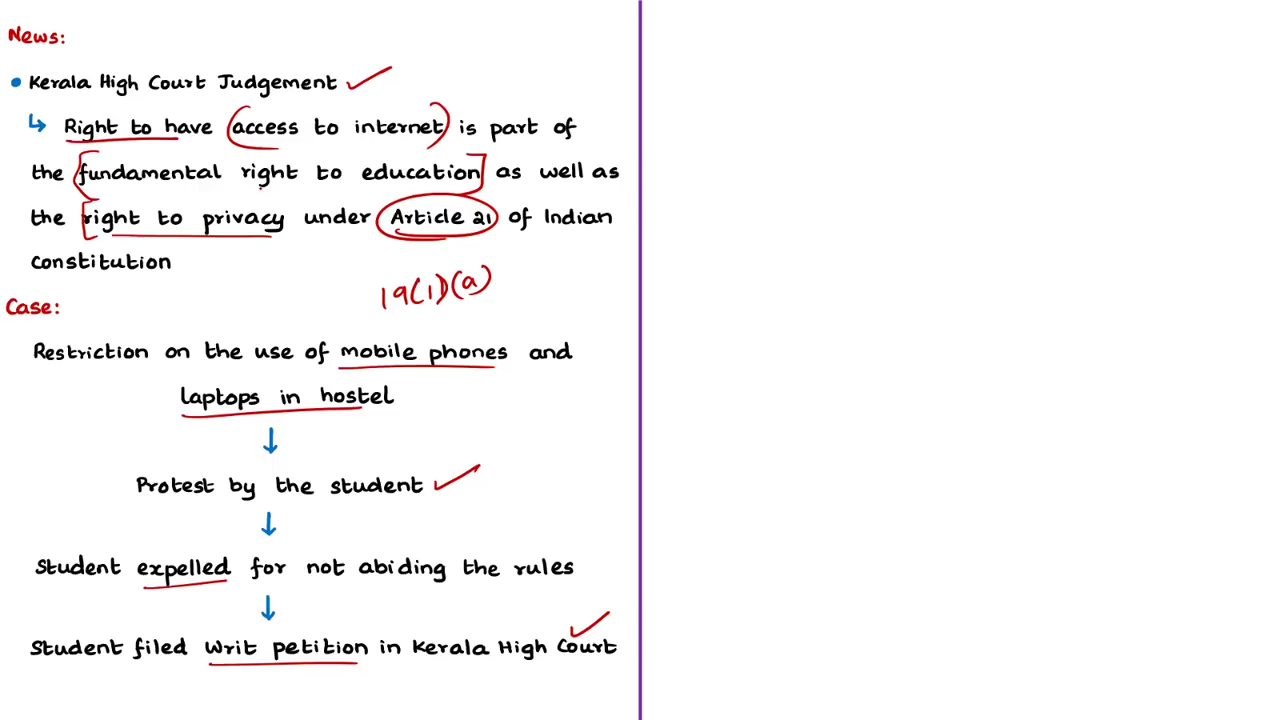 News:
• Kerala High Court Judgement
↳ Right to have access to internet is part of
the fundamental right to education as well as
the right to privacy under Article 21 of Indian
constitution
19(1)(a)
Case:
Restriction on the use of mobile phones and
laptops in hostel
↓
Protest by the student
↓
Student expelled for not abiding the rules
↓
Student filed writ petition in Kerala High Court